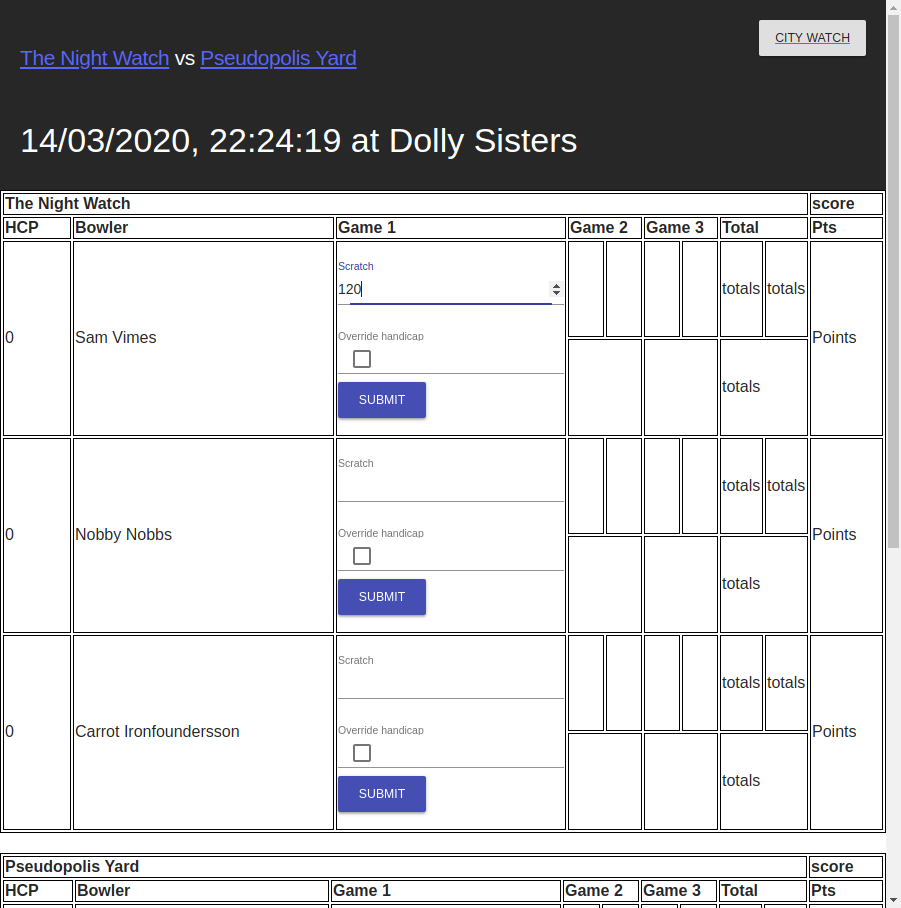 CITY WATCH
The Night Watch vs Pseudopolis Yard
14/03/2020, 22:24:19 at Dolly Sisters
The Night Watch score
HCP Bowler Game 1 Game 2 Game 3 Total Pts
Scratch
120 totals totals
0 Sam Vimes Override handicap Points
totals
SUBMIT
Scratch
totals totals
0 Nobby Nobbs Override handicap Points
totals
SUBMIT
Scratch
totals totals
0 Carrot Ironfoundersson Override handicap Points
totals
SUBMIT
Pseudopolis Yard score
HCP Bowler Game 1 Game 2 Game 3 Total Pts